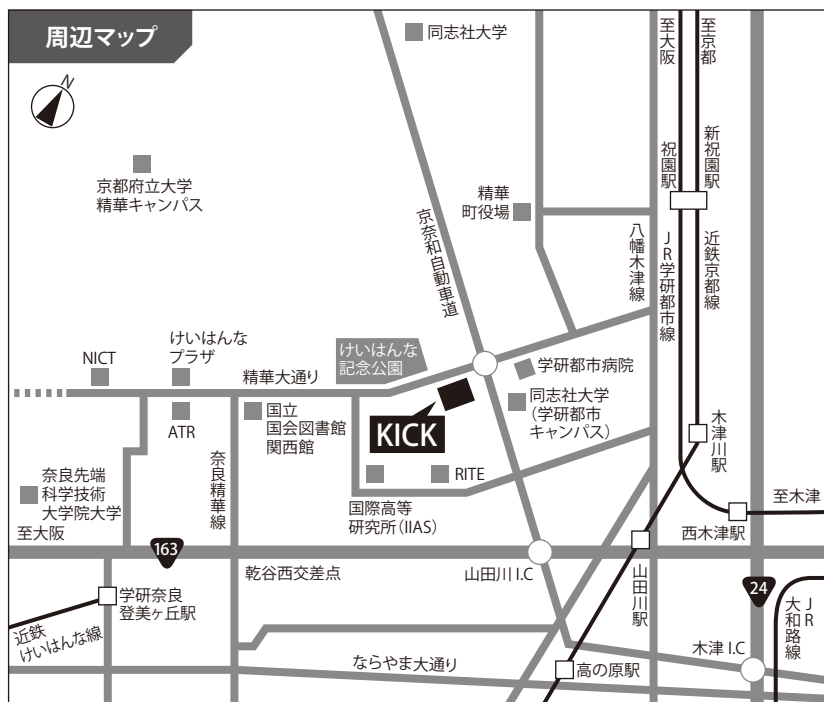 周辺マップ
N
同志社大学
至大阪
至京都
京都府立大学
精華キャンパス
精華
町役場
祝園駅
新祝園駅
京奈和自動車道
八幡木津線
JR学研都市線
近鉄京都線
けいはんな
記念公園
NICT
けいはんな
プラザ
精華大通り
学研都市病院
同志社大学
(学研都市
キャンパス)
ATR
国立
国会図書館
関西館
KICK
木津川駅
奈良先端
科学技術
大学院大学
奈良精華線
RITE
国際高等
研究所(IIAS)
至木津
西木津駅
至大阪
163
乾谷西交差点
山田川 I.C
山田川駅
24
学研奈良
登美ヶ丘駅
近鉄
けいはんな線
ならやま大通り
高の原駅
木津 I.C
JR
大和路線